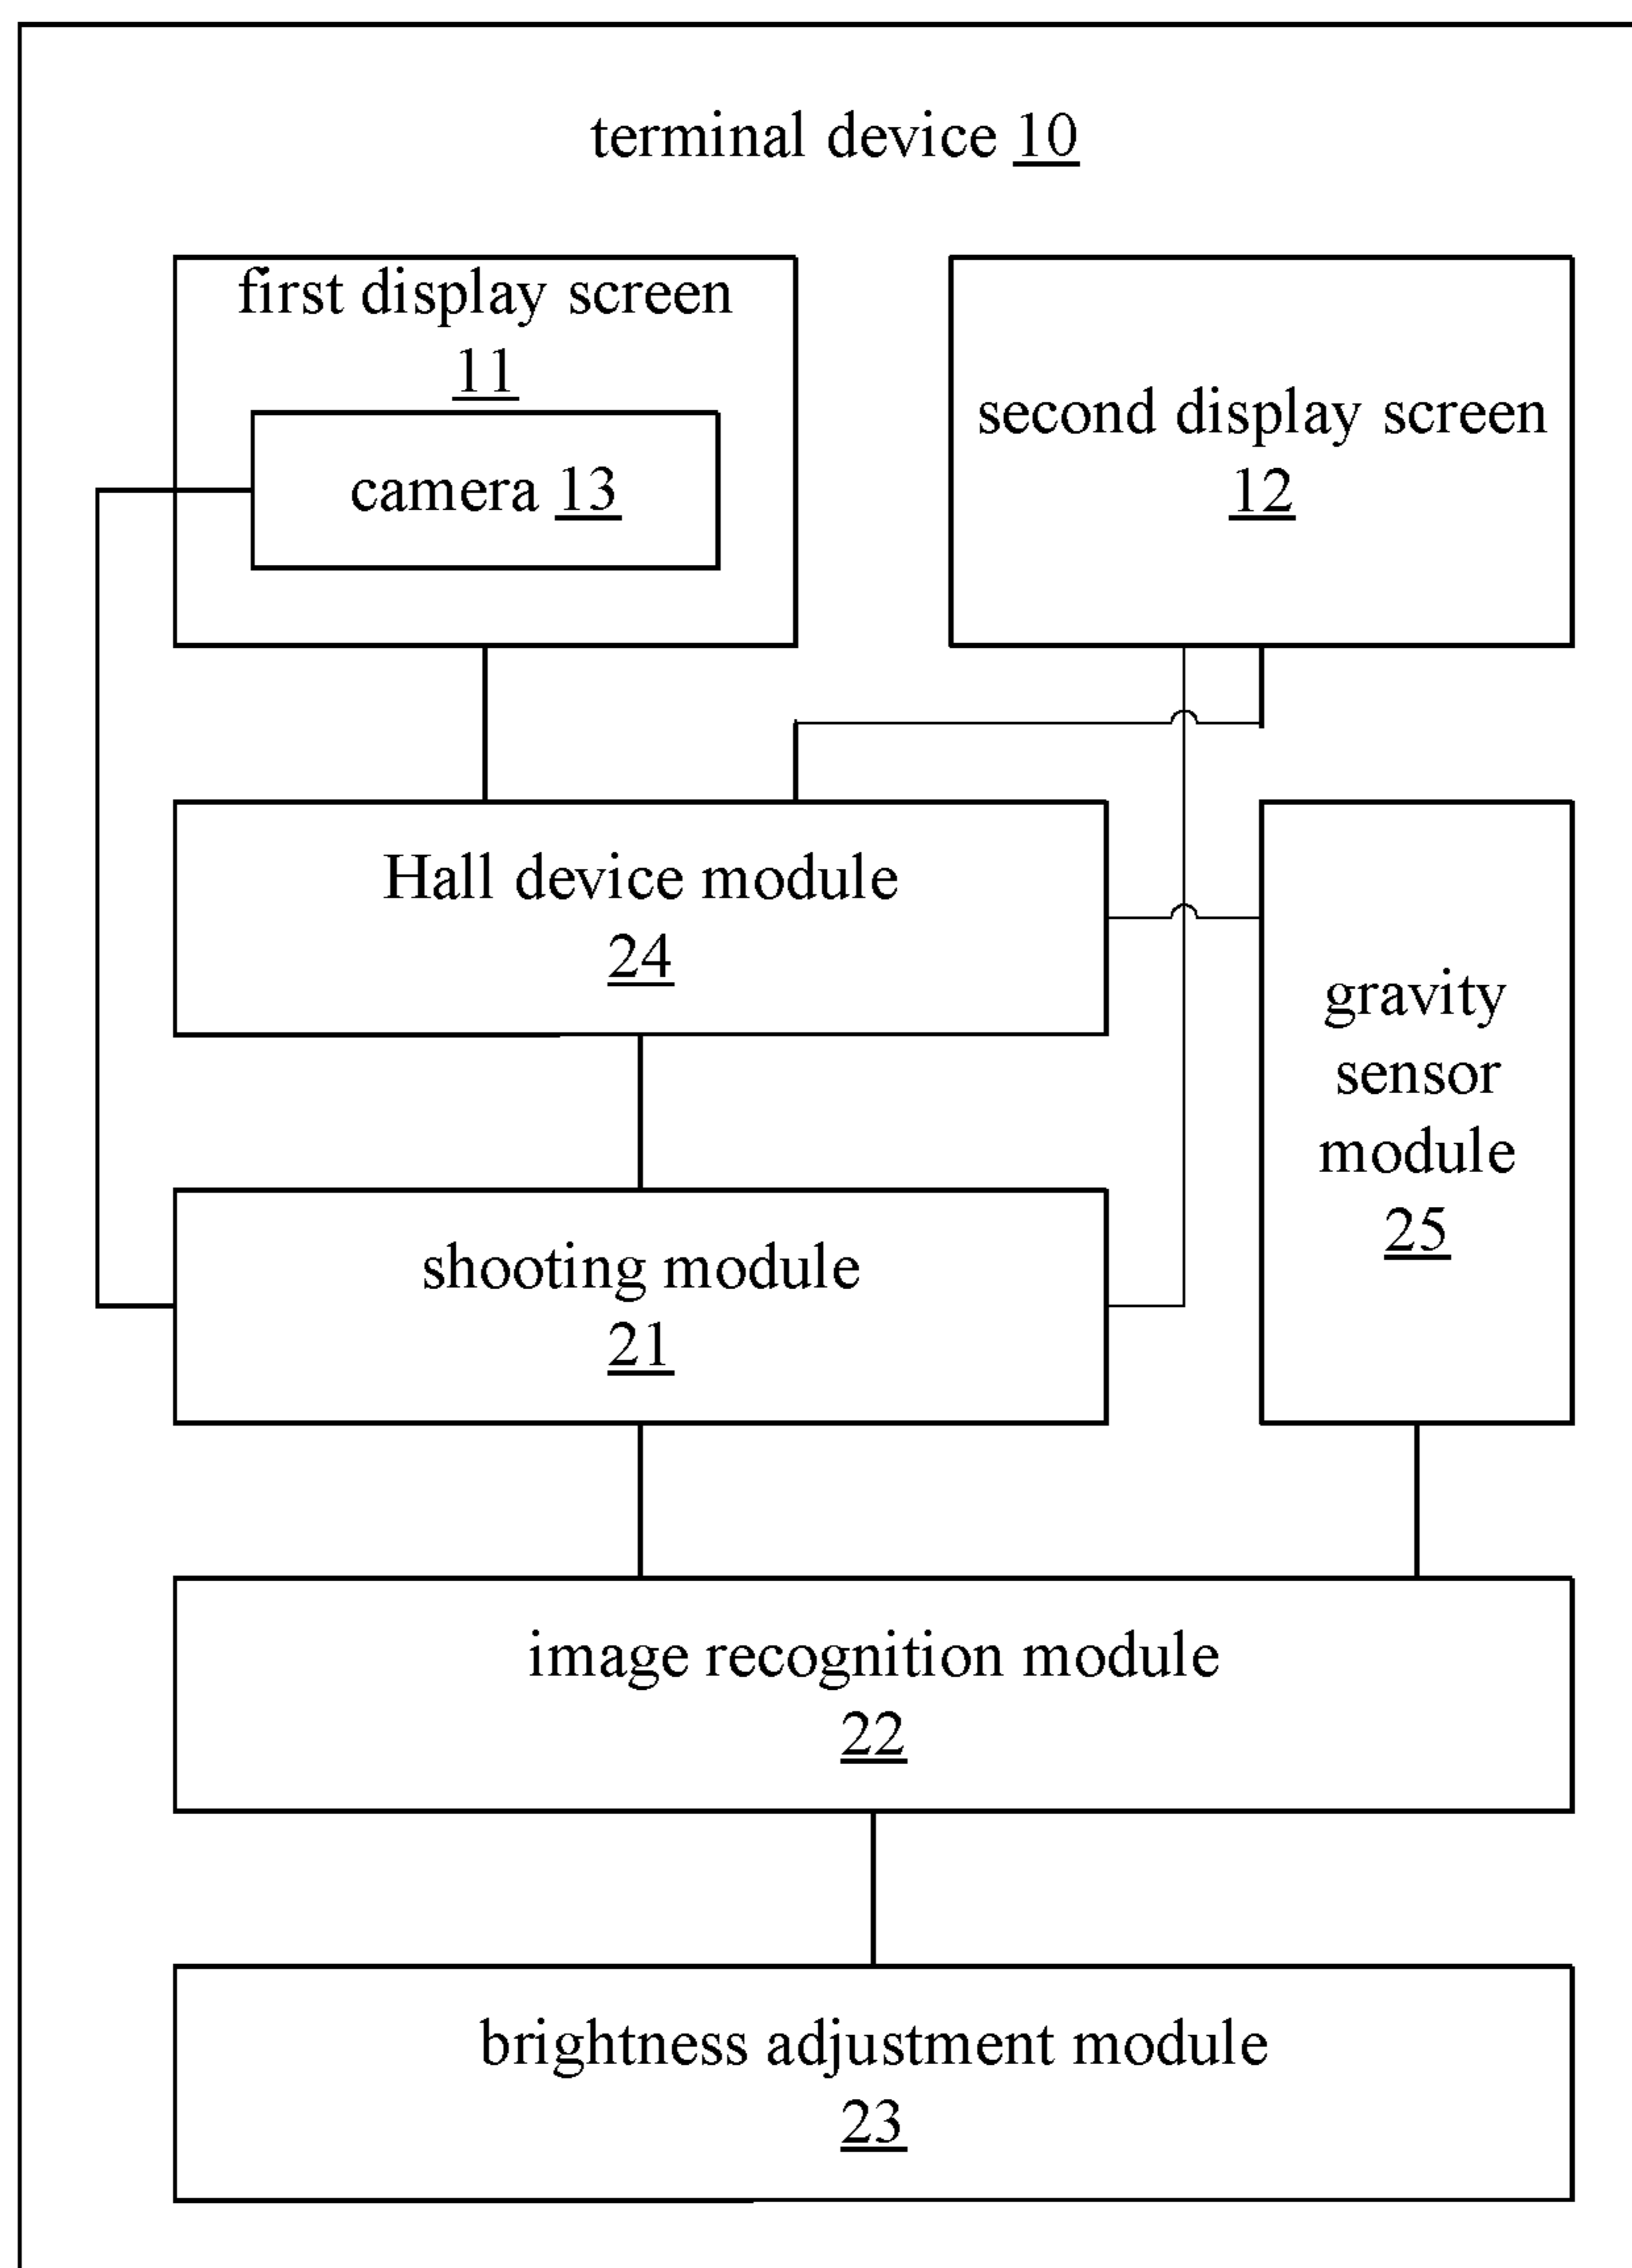 terminal device 10
first display screen
11
camera 13
second display screen
12
Hall device module
24
gravity
sensor
module
25
shooting module
21
image recognition module
22
brightness adjustment module
23